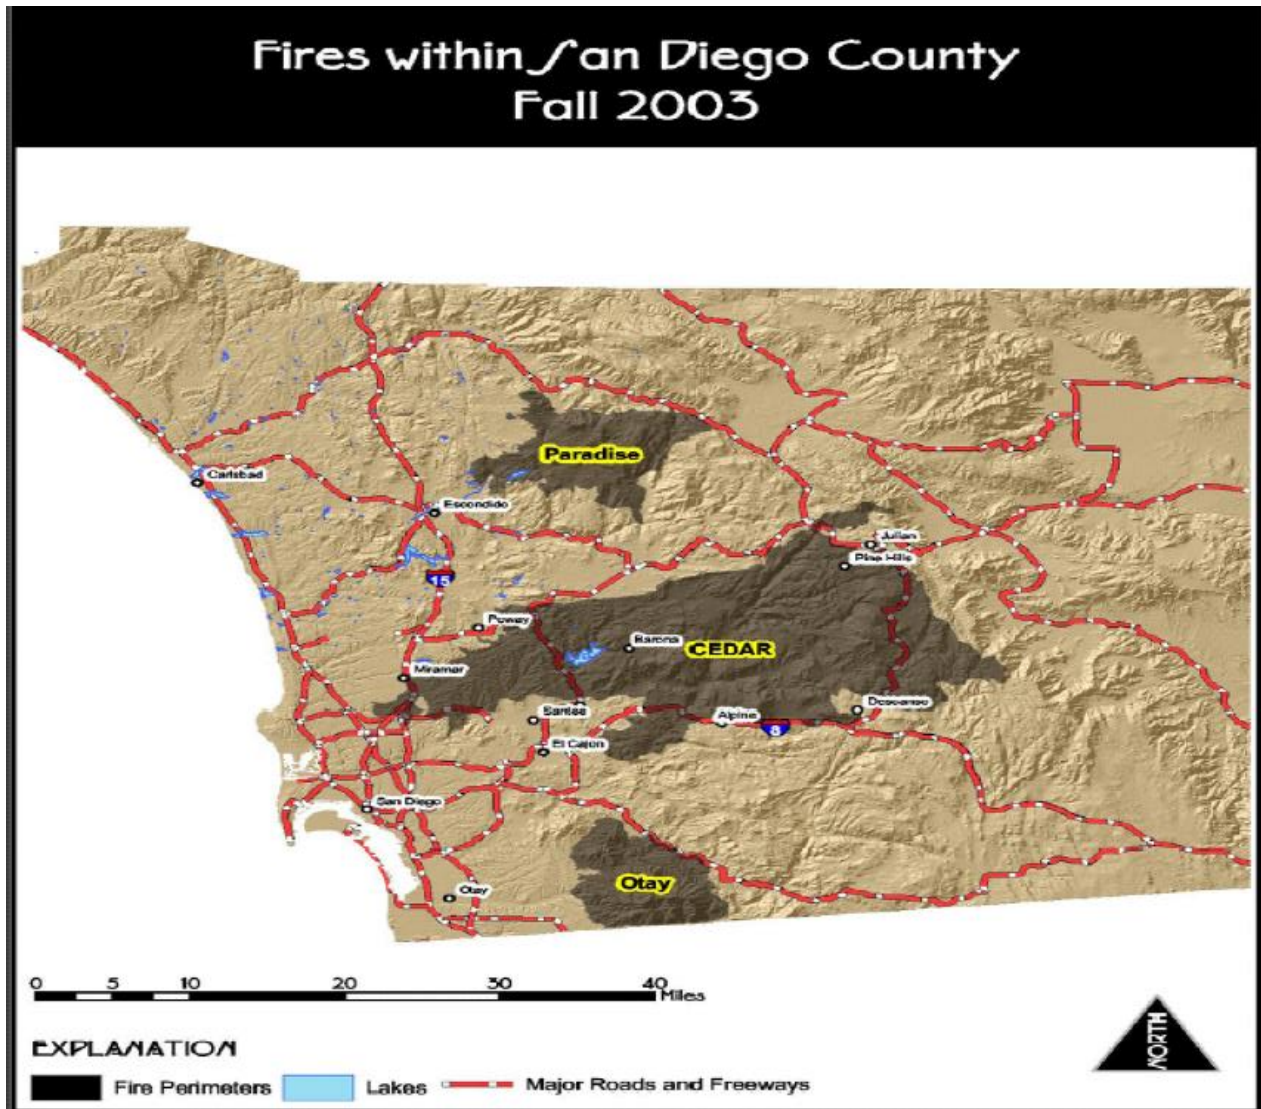 Fires within San Diego County
Fall 2003
Paradise
Carlsbad
Escondido
Julian
Pine Hills
15
Poway
Barona
CEDAR
Miramar
Descanso
Santee
Alpine
8
El Cajon
San Diego
Otay
Otay
0 5 10 20 30 40
Miles
EXPLANATION
Fire Perimeters Lakes Major Roads and Freeways
NORTH